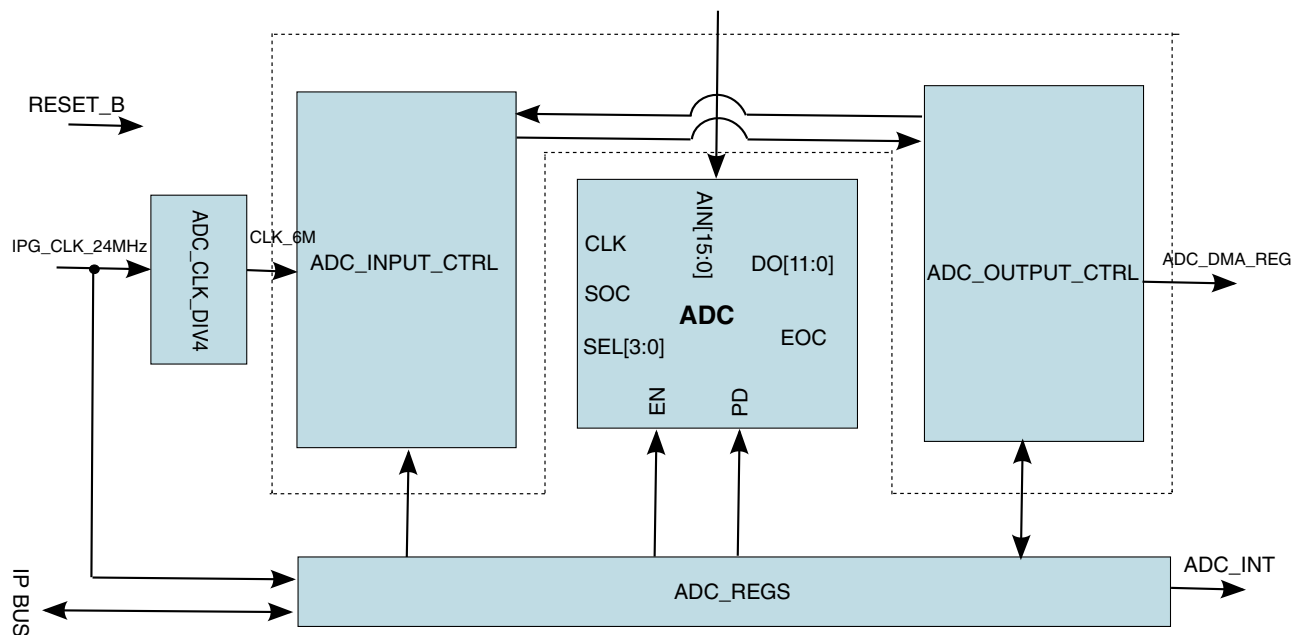 RESET_B
IPG_CLK_24MHz
ADC_CLK_DIV4
CLK_6M
ADC_INPUT_CTRL
AIN[15:0]
CLK
SOC
SEL[3:0]
ADC
DO[11:0]
EOC
EN
PD
ADC_OUTPUT_CTRL
ADC_DMA_REG
ADC_REGS
ADC_INT
IP BUS